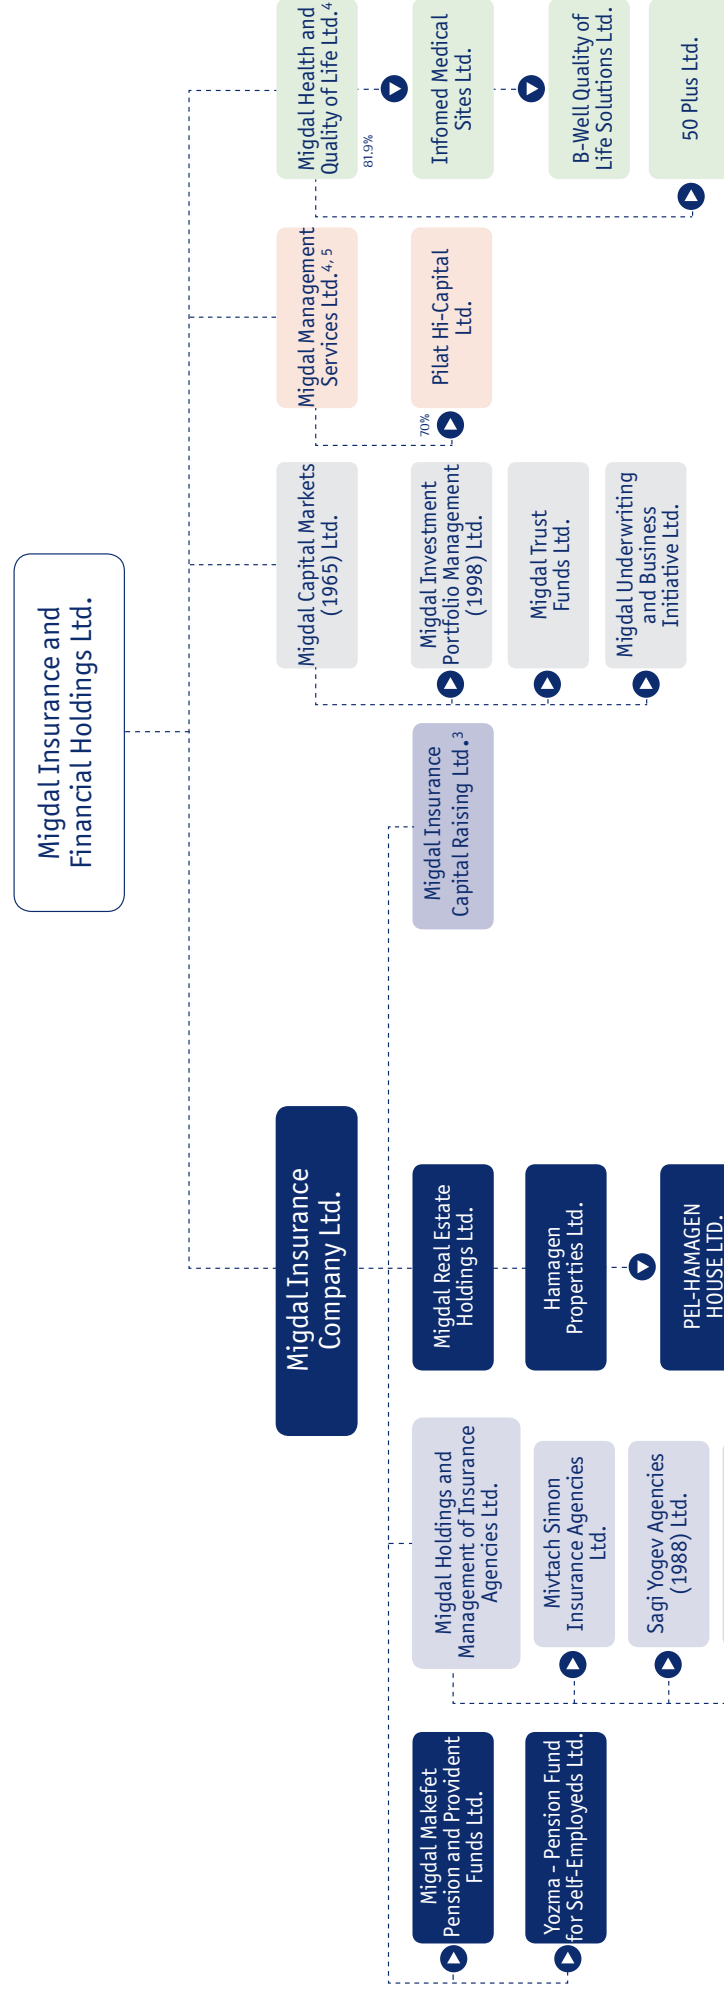 Migdal Insurance and
Financial Holdings Ltd.
Migdal Insurance
Company Ltd.
Migdal Capital Markets
(1965) Ltd.
Migdal Management
Services Ltd.4, 5
Migdal Health and
Quality of Life Ltd.4
Migdal Makefet
Pension and Provident
Funds Ltd.
Yozma - Pension Fund
for Self-Employeds Ltd.
Migdal Holdings and
Management of Insurance
Agencies Ltd.
Mivtach Simon
Insurance Agencies
Ltd.
Sagi Yogev Agencies
(1988) Ltd.
Migdal Real Estate
Holdings Ltd.
Hamagen
Properties Ltd.
PEL-HAMAGEN
HOUSE LTD.
Migdal Insurance
Capital Raising Ltd.3
Migdal Investment
Portfolio Management
(1998) Ltd.
Migdal Trust
Funds Ltd.
Migdal Underwriting
and Business
Initiative Ltd.
70%
Pilat Hi-Capital
Ltd.
81.9%
Infomed Medical
Sites Ltd.
B-Well Quality of
Life Solutions Ltd.
50 Plus Ltd.